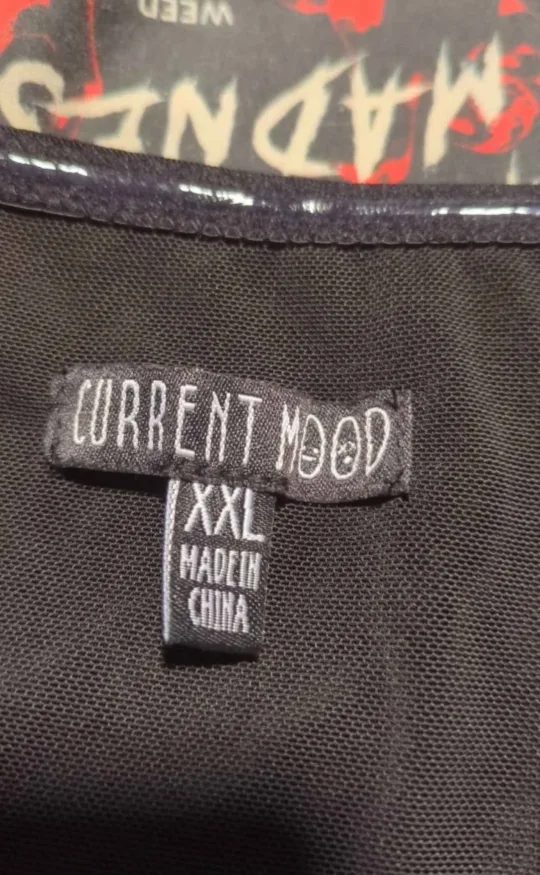 WEED
MADNES
CURRENT MOOD
XXL
MADE IN
CHINA